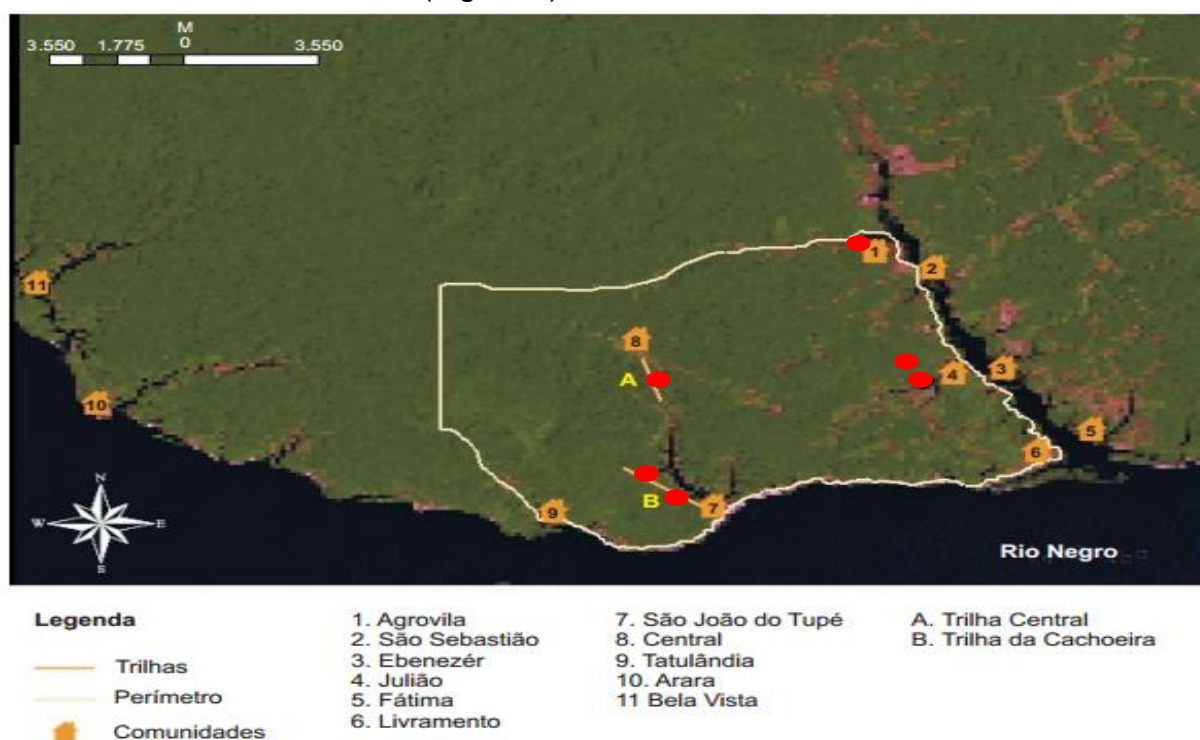 M
3.550 1.775 0 3.550
1
2
11
8
3
A
4
10
5
6
B
7
9
N
W E
S
Rio Negro
Legenda
Trilhas
Perímetro
Comunidades
1. Agrovila
2. São Sebastião
3. Ebenezér
4. Julião
5. Fátima
6. Livramento
7. São João do Tupé
8. Central
9. Tatulândia
10. Arara
11 Bela Vista
A. Trilha Central
B. Trilha da Cachoeira